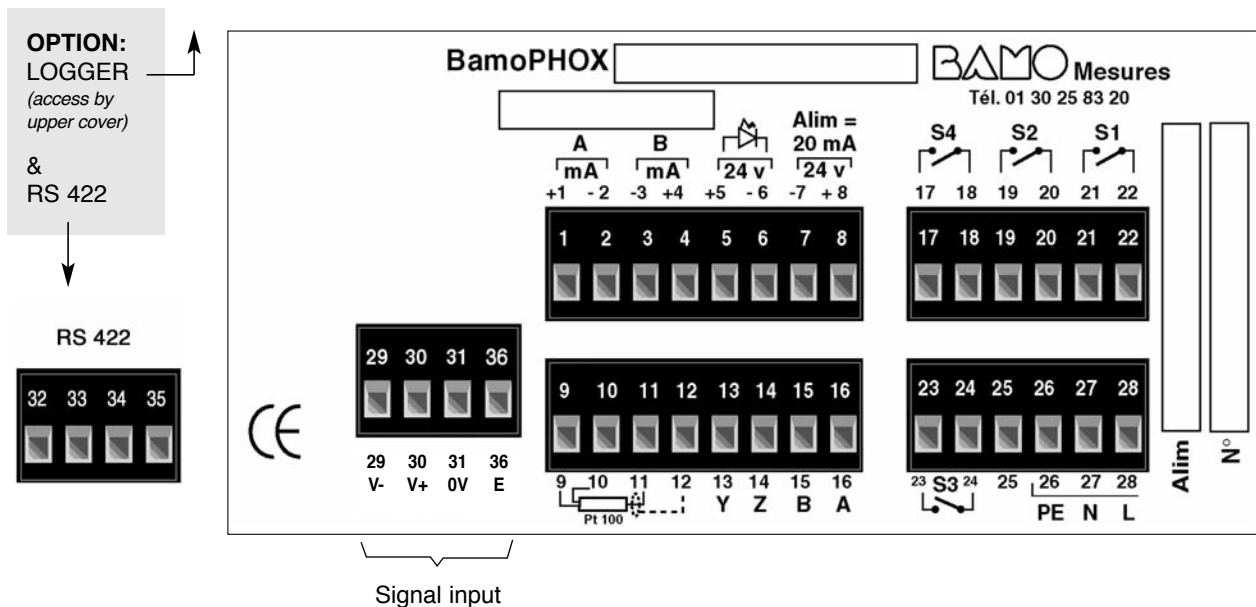 OPTION:
LOGGER
(access by
upper cover)
&
RS 422
RS 422
32 33 34 35
BamoPHOX
BAMO Mesures
Tél. 01 30 25 83 20
A B
mA mA 24 v
Alim =
20 mA
24 v
+1 - 2 -3 +4 +5 - 6 -7 + 8
1 2 3 4 5 6 7 8
S4 S2 S1
17 18 19 20 21 22
17 18 19 20 21 22
29 30 31 36
29 30 31 36
V- V+ 0V E
Signal input
9 10 11 12 13 14 15 16
9 10 11 12 13 14 15 16
Pt 100
Y Z B A
23 24 25 26 27 28
23 S3 24 25 26 27 28
PE N L
Alim
N°
CE